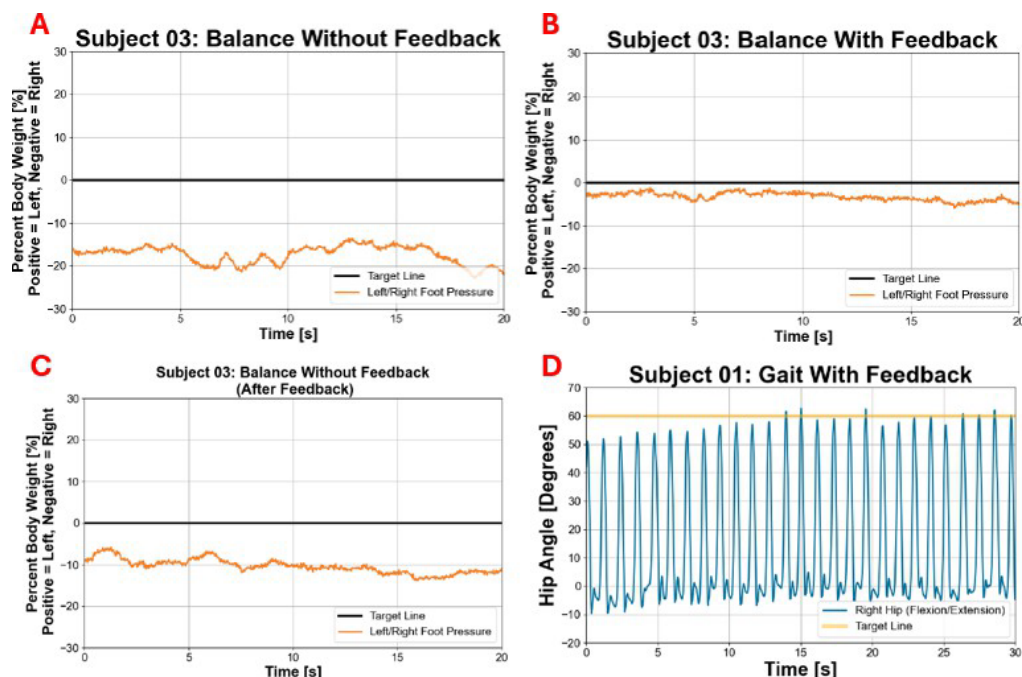 A
Subject 03: Balance Without Feedback
Percent Body Weight [%]
Positive = Left, Negative = Right
30
20
10
0
−10
−20
−30
Target Line
Left/Right Foot Pressure
0 5 10 15 20
Time [s]
B
Subject 03: Balance With Feedback
Percent Body Weight [%]
Positive = Left, Negative = Right
30
20
10
0
−10
−20
−30
Target Line
Left/Right Foot Pressure
0 5 10 15 20
Time [s]
C
Subject 03: Balance Without Feedback
(After Feedback)
Percent Body Weight [%]
Positive = Left, Negative = Right
30
20
10
0
−10
−20
−30
Target Line
Left/Right Foot Pressure
0 5 10 15 20
Time [s]
D
Subject 01: Gait With Feedback
Hip Angle [Degrees]
70
60
50
40
30
20
10
0
−10
−20
Right Hip (Flexion/Extension)
Target Line
0 5 10 15 20 25 30
Time [s]